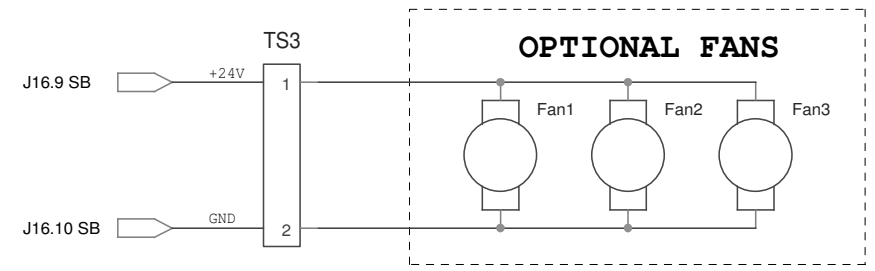 TS3
OPTIONAL FANS
J16.9 SB
+24V
1
Fan1
Fan2
Fan3
J16.10 SB
GND
2